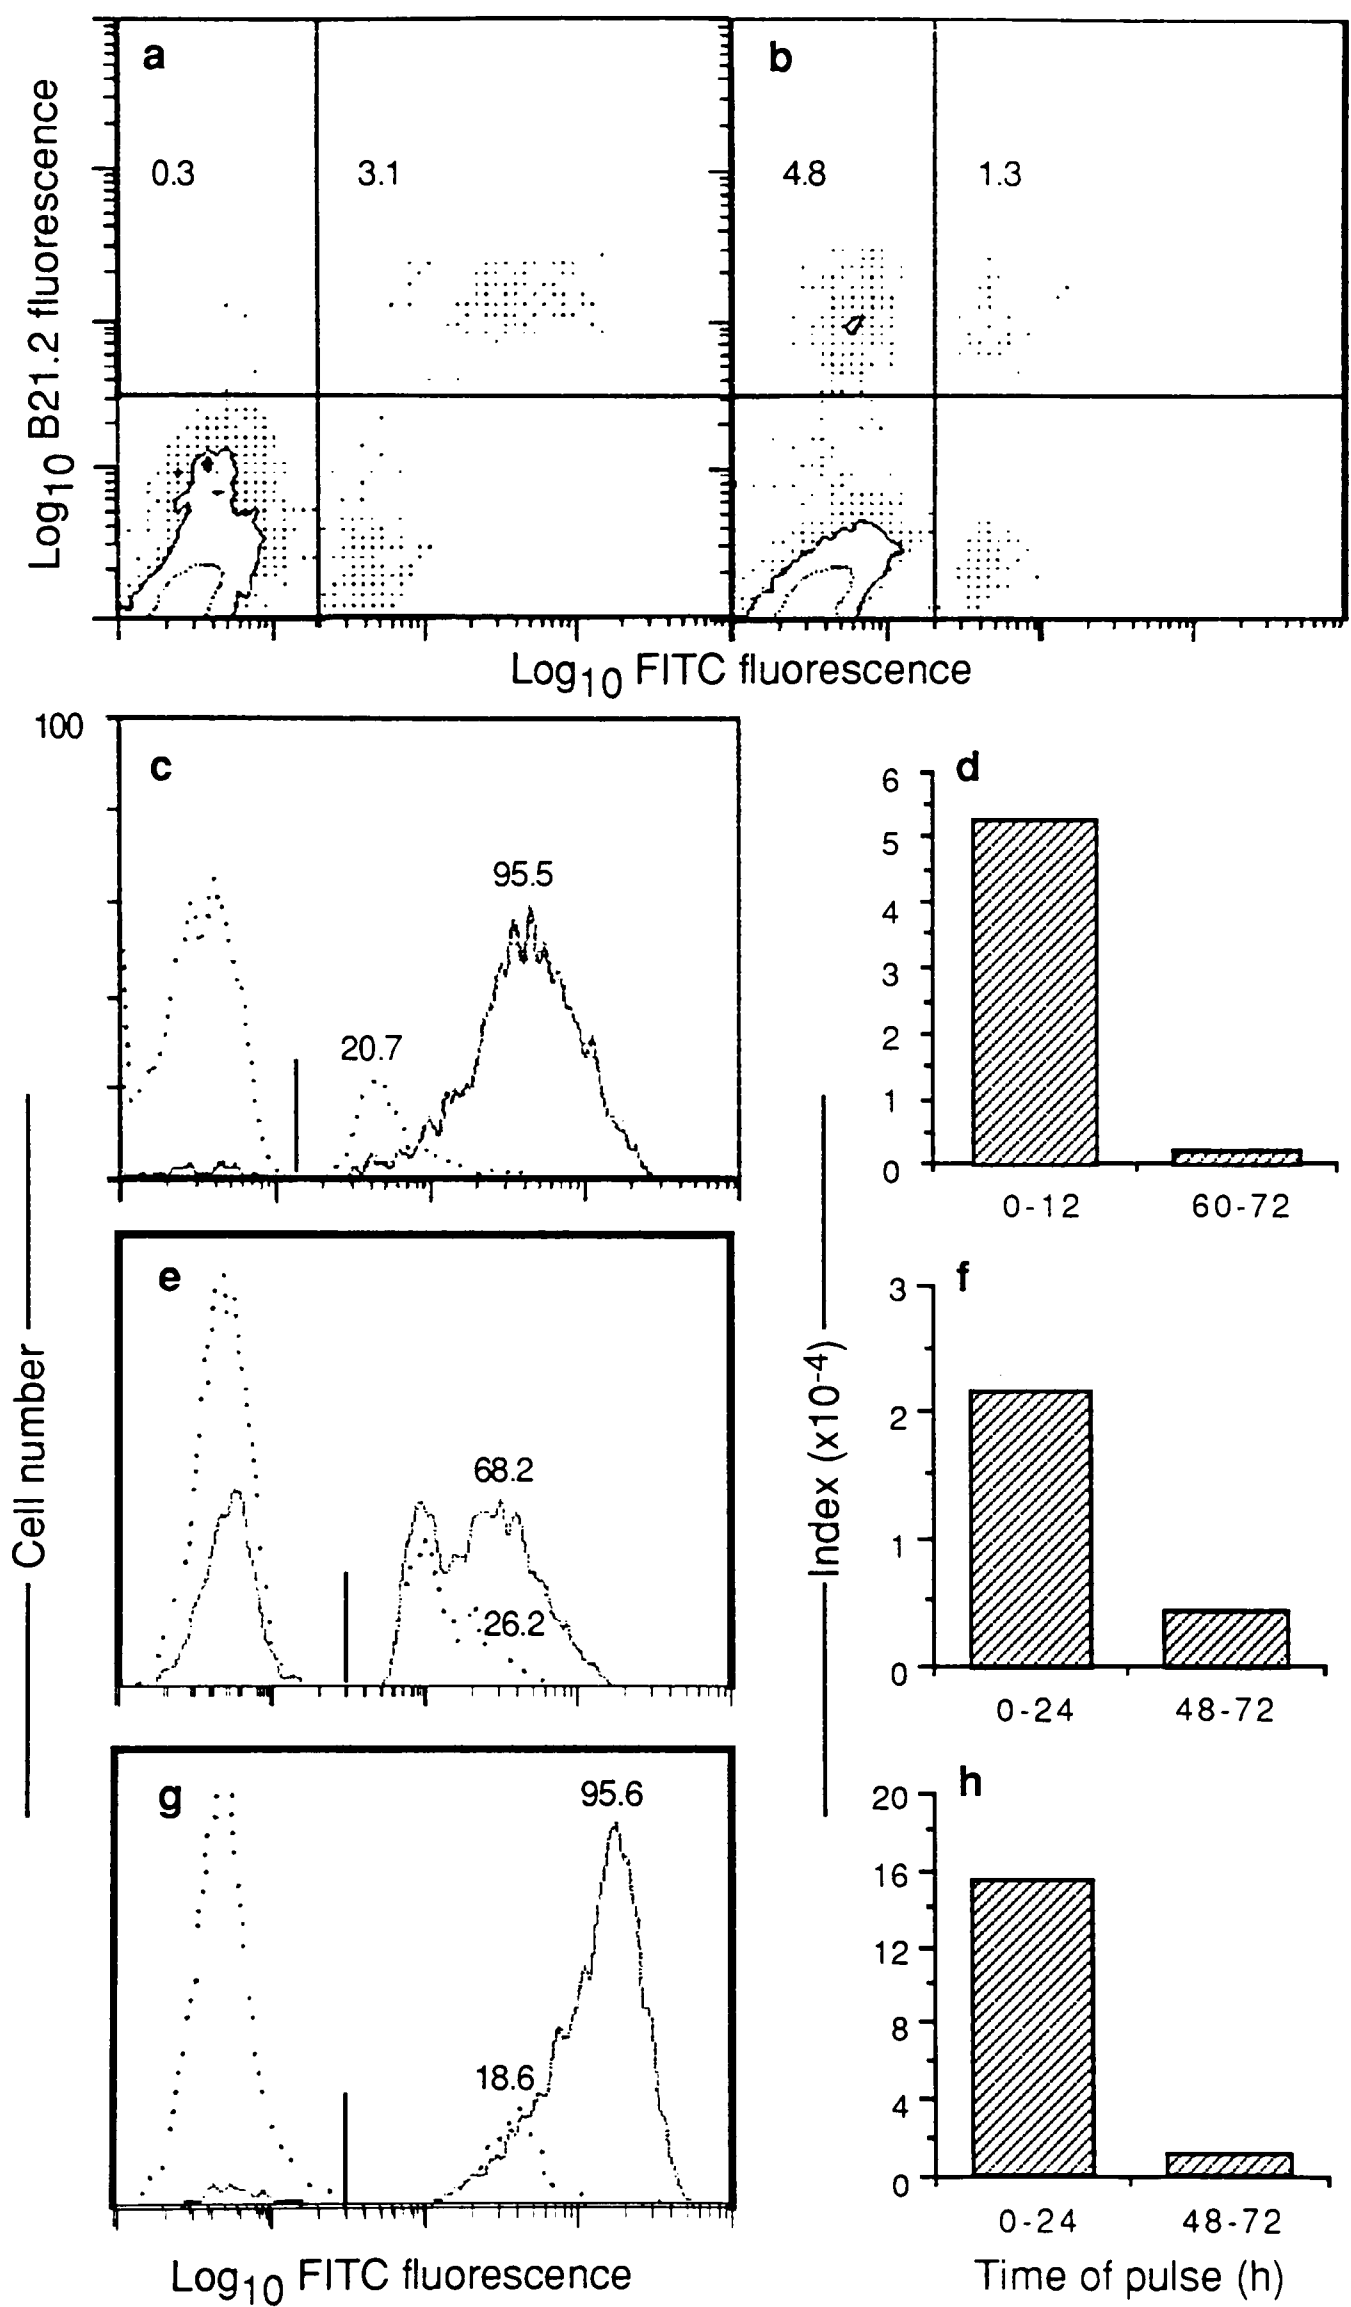 a
b
0.3
3.1
4.8
1.3
Log10 B21.2 fluorescence
Log10 FITC fluorescence
100
c
95.5
20.7
d
6
5
4
3
2
1
0
0-12
60-72
e
68.2
26.2
f
3
2
1
0
0-24
48-72
Cell number
Index (x10-4)
g
95.6
18.6
h
20
16
12
8
4
0
0-24
48-72
Log10 FITC fluorescence
Time of pulse (h)